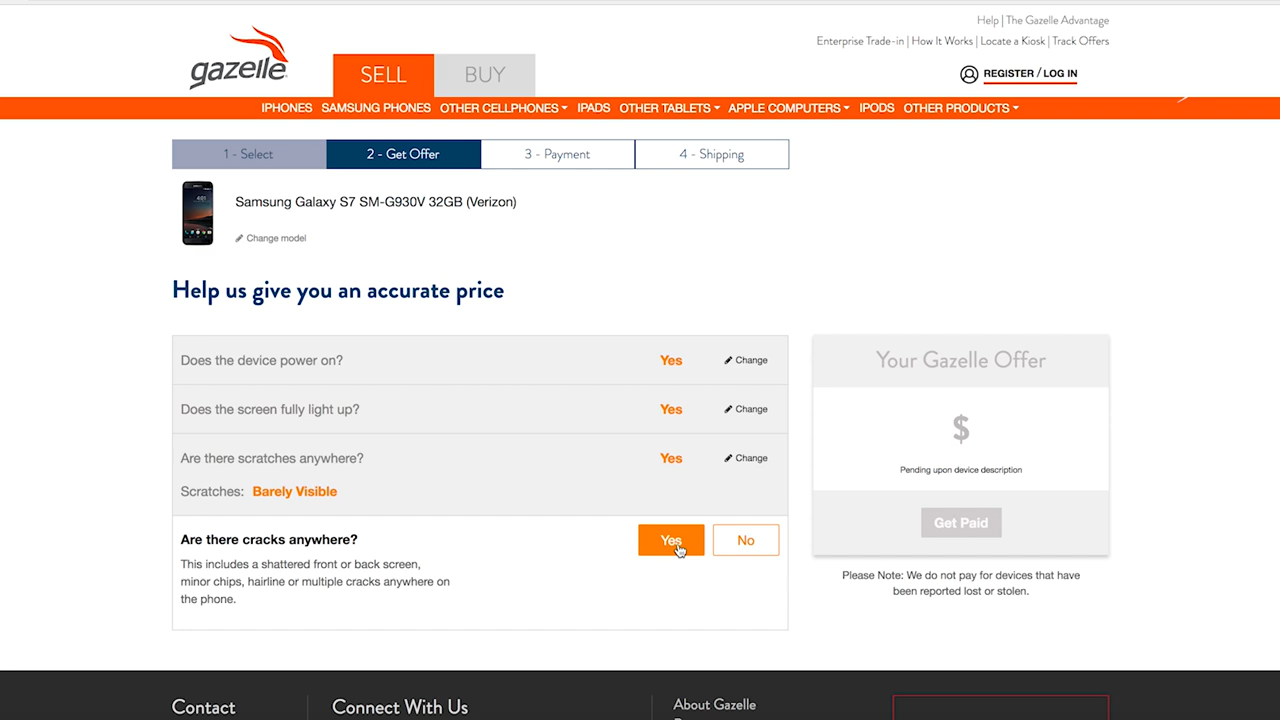 Help | The Gazelle Advantage
Enterprise Trade-in | How It Works | Locate a Kiosk | Track Offers
gazelle
SELL
BUY
REGISTER / LOG IN
IPHONES SAMSUNG PHONES OTHER CELLPHONES IPADS OTHER TABLETS APPLE COMPUTERS IPODS OTHER PRODUCTS
1 - Select
2 - Get Offer
3 - Payment
4 - Shipping
Samsung Galaxy S7 SM-G930V 32GB (Verizon)
Change model
Help us give you an accurate price
Does the device power on? Yes Change
Does the screen fully light up? Yes Change
Are there scratches anywhere? Yes Change
Scratches: Barely Visible
Are there cracks anywhere? Yes No
This includes a shattered front or back screen,
minor chips, hairline or multiple cracks anywhere on
the phone.
Your Gazelle Offer
$
Pending upon device description
Get Paid
Please Note: We do not pay for devices that have
been reported lost or stolen.
Contact
Connect With Us
About Gazelle